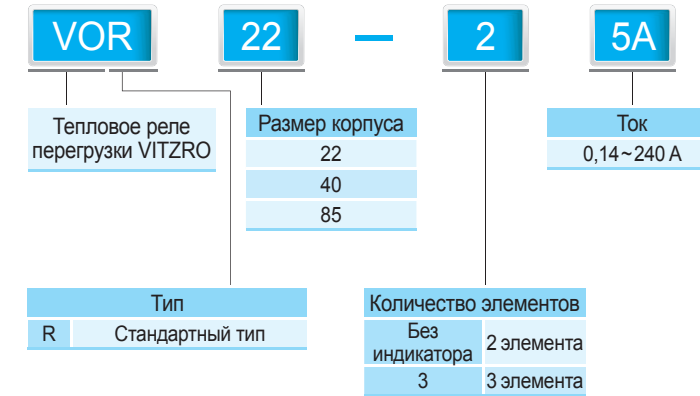 VOR 22 – 2 5A
Тепловое реле
перегрузки VITZRO
Размер корпуса
22
40
85
Ток
0,14~240 А
Тип
R Стандартный тип
Количество элементов
Без
индикатора
2 элемента
3 3 элемента